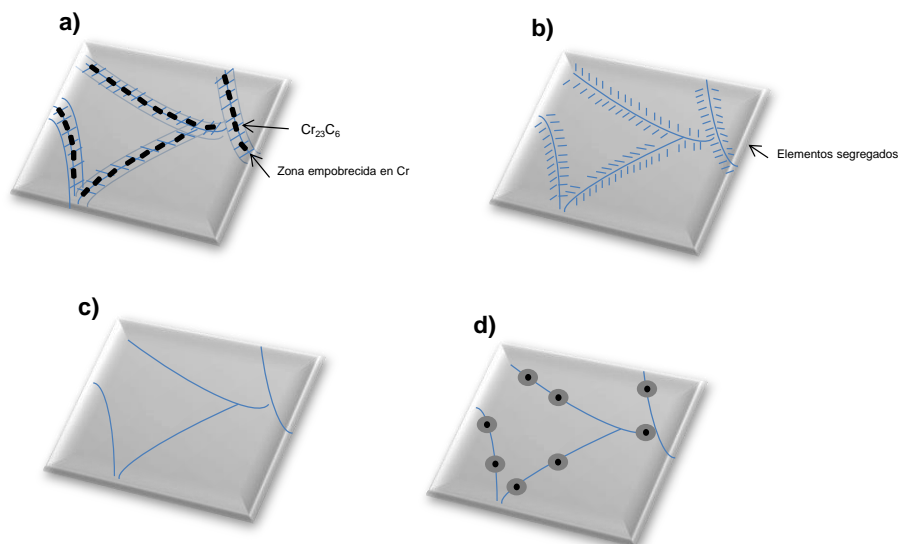 a)
Cr₂₃C₆
Zona empobrecida en Cr
b)
Elementos segregados
c)
d)